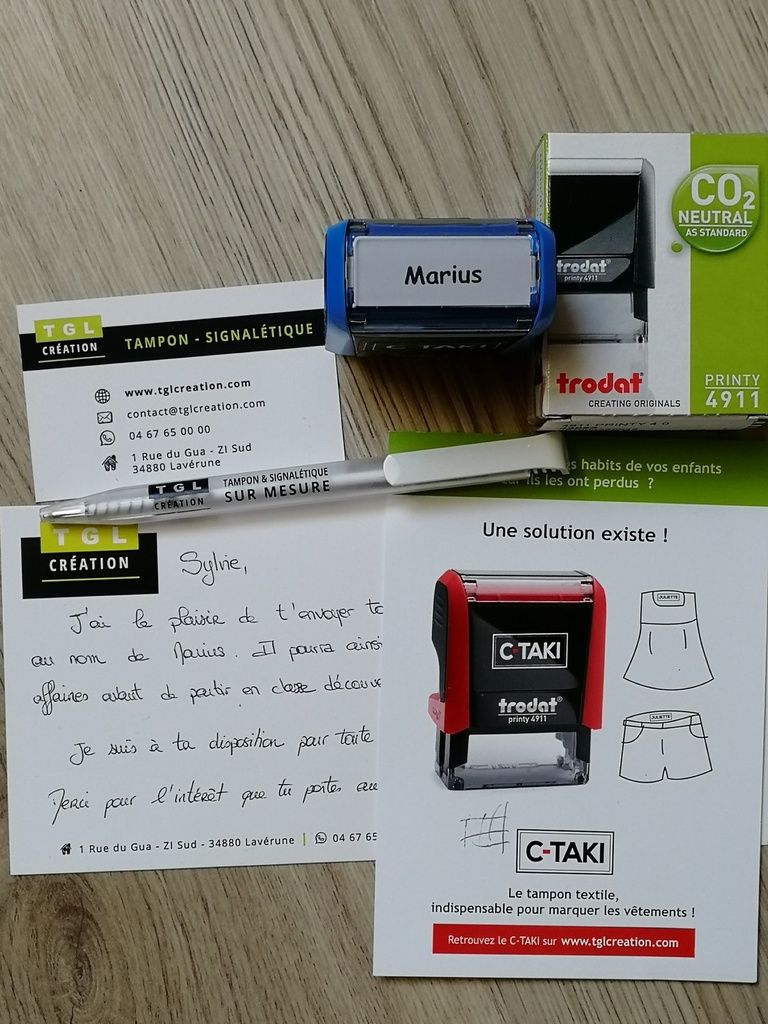 CO2
NEUTRAL
AS STANDARD
trodat
printy 4911
trodat
CREATING ORIGINALS
PRINTY
4911
Marius
C-TAKI
TGL
CRÉATION
TAMPON - SIGNALÉTIQUE
www.tglcreation.com
contact@tglcreation.com
04 67 65 00 00
1 Rue du Gua - ZI Sud
34880 Lavérune
TGL
CRÉATION
TAMPON & SIGNALÉTIQUE
SUR MESURE
TGL
CRÉATION
Sylvie,
J'ai le plaisir de t'envoyer
au nom de Marius. Il pourra
affaires avant de partir en classe
Je suis à ta disposition pour toute
Merci pour l'intérêt que tu portes
1 Rue du Gua - ZI Sud - 34880 Lavérune | 04 67 65
habits de vos enfants
ils les ont perdus ?
Une solution existe !
C-TAKI
trodat
printy 4911
JULIETTE
JULIETTE
C-TAKI
Le tampon textile,
indispensable pour marquer les vêtements !
Retrouvez le C-TAKI sur www.tglcreation.com